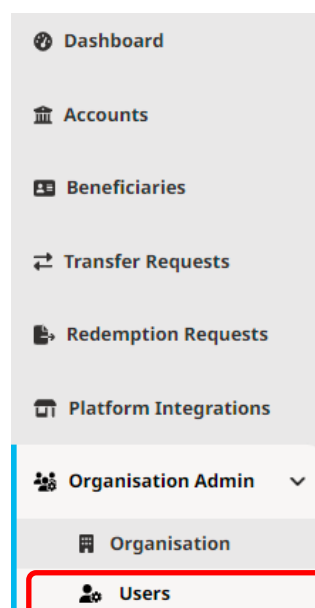 Dashboard
Accounts
Beneficiaries
Transfer Requests
Redemption Requests
Platform Integrations
Organisation Admin
Organisation
Users